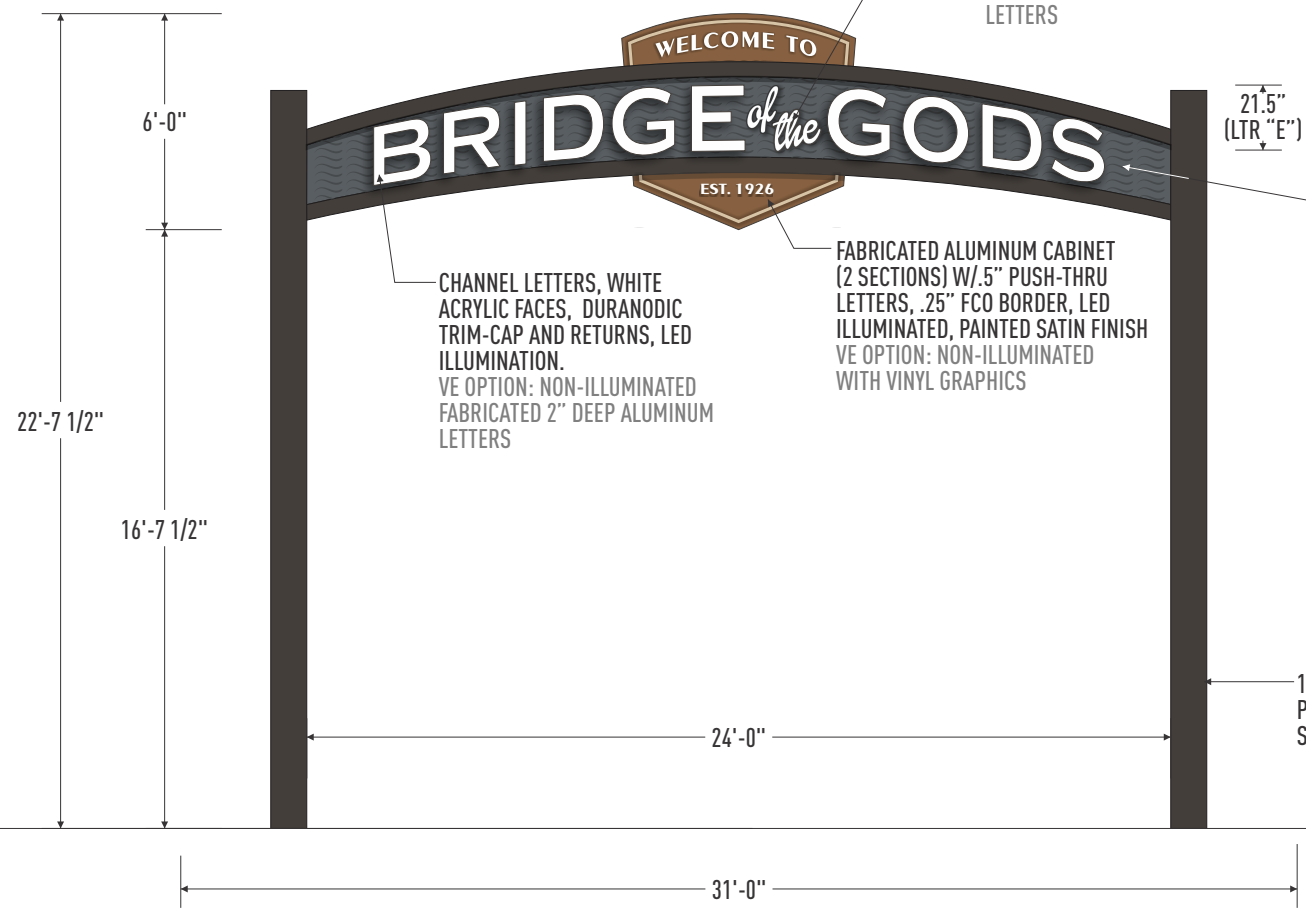 LETTERS
WELCOME TO
BRIDGE of the GODS
EST. 1926
6'-0"
21.5”
(LTR “E”)
FABRICATED ALUMINUM CABINET
(2 SECTIONS) W/.5” PUSH-THRU
LETTERS, .25” FCO BORDER, LED
ILLUMINATED, PAINTED SATIN FINISH
VE OPTION: NON-ILLUMINATED
WITH VINYL GRAPHICS
CHANNEL LETTERS, WHITE
ACRYLIC FACES, DURANODIC
TRIM-CAP AND RETURNS, LED
ILLUMINATION.
VE OPTION: NON-ILLUMINATED
FABRICATED 2” DEEP ALUMINUM
LETTERS
22'-7 1/2"
16'-7 1/2"
24'-0"
31'-0"